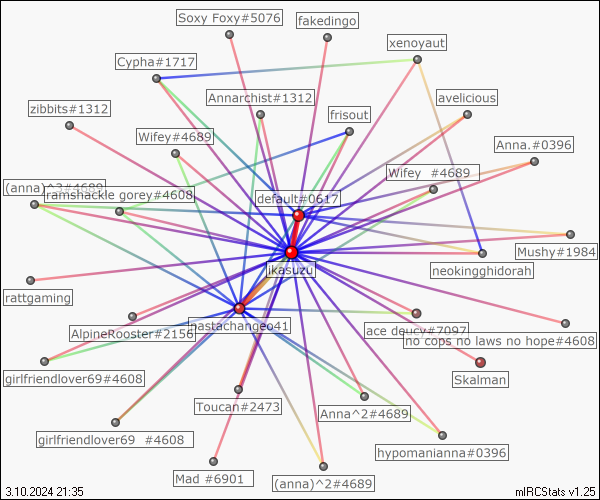 Soxy Foxy#5076
fakedingo
xenoyaut
Cypha#1717
zibbits#1312
Annarchist#1312
avelicious
frisout
Wifey#4689
Anna.#0396
Wifey #4689
(anna)^3#4689
ramshackle gorey#4608
default#0617
Mushy#1984
neokingghidorah
ikasuzu
rattgaming
pastachangeo41
AlpineRooster#2156
ace deucy#7097
no cops no laws no hope#4608
girlfriendlover69#4608
Skalman
Toucan#2473
Anna^2#4689
girlfriendlover69 #4608
hypomanianna#0396
Mad #6901
(anna)^2#4689
3.10.2024 21:35
mIRCStats v1.25